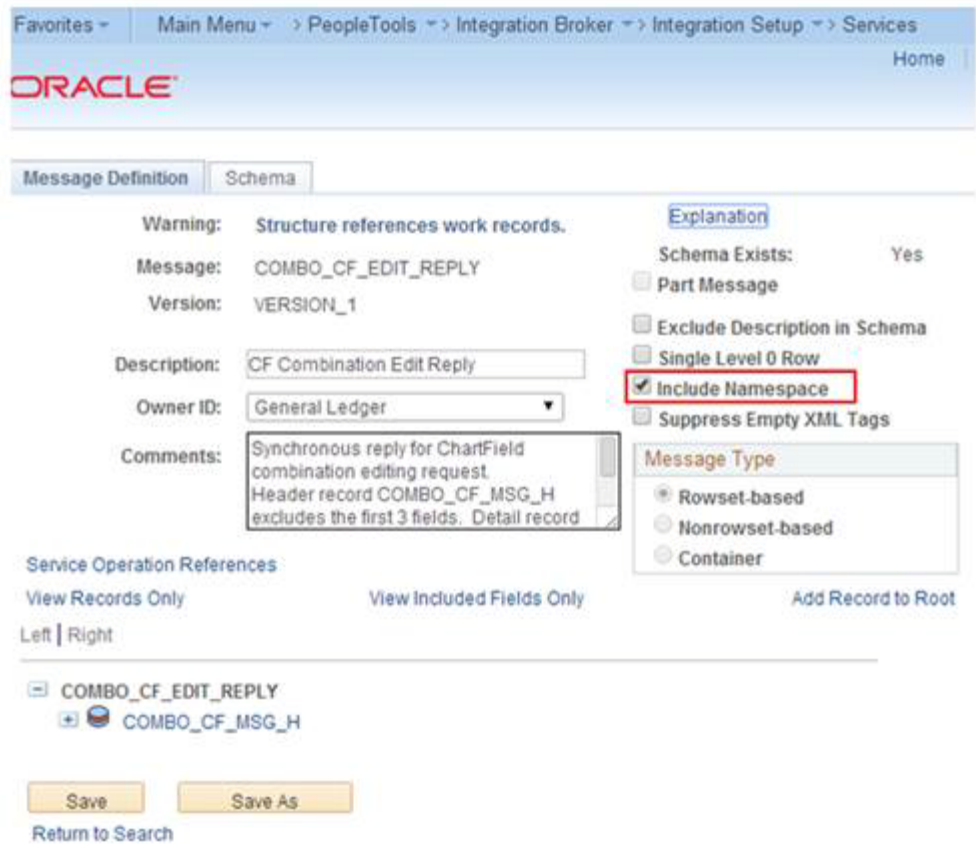 Favorites Main Menu > PeopleTools > Integration Broker > Integration Setup > Services
Home
ORACLE
Message Definition Schema
Warning: Structure references work records. Explanation
Schema Exists: Yes
Message: COMBO_CF_EDIT_REPLY
Part Message
Version: VERSION_1
Exclude Description in Schema
Single Level 0 Row
Description: CF Combination Edit Reply
Include Namespace
Owner ID: General Ledger
Suppress Empty XML Tags
Comments: Synchronous reply for ChartField
combination editing request.
Header record COMBO_CF_MSG_H
excludes the first 3 fields. Detail record
Message Type
Rowset-based
Nonrowset-based
Container
Service Operation References
View Records Only View Included Fields Only Add Record to Root
Left | Right
COMBO_CF_EDIT_REPLY
COMBO_CF_MSG_H
Save Save As
Return to Search